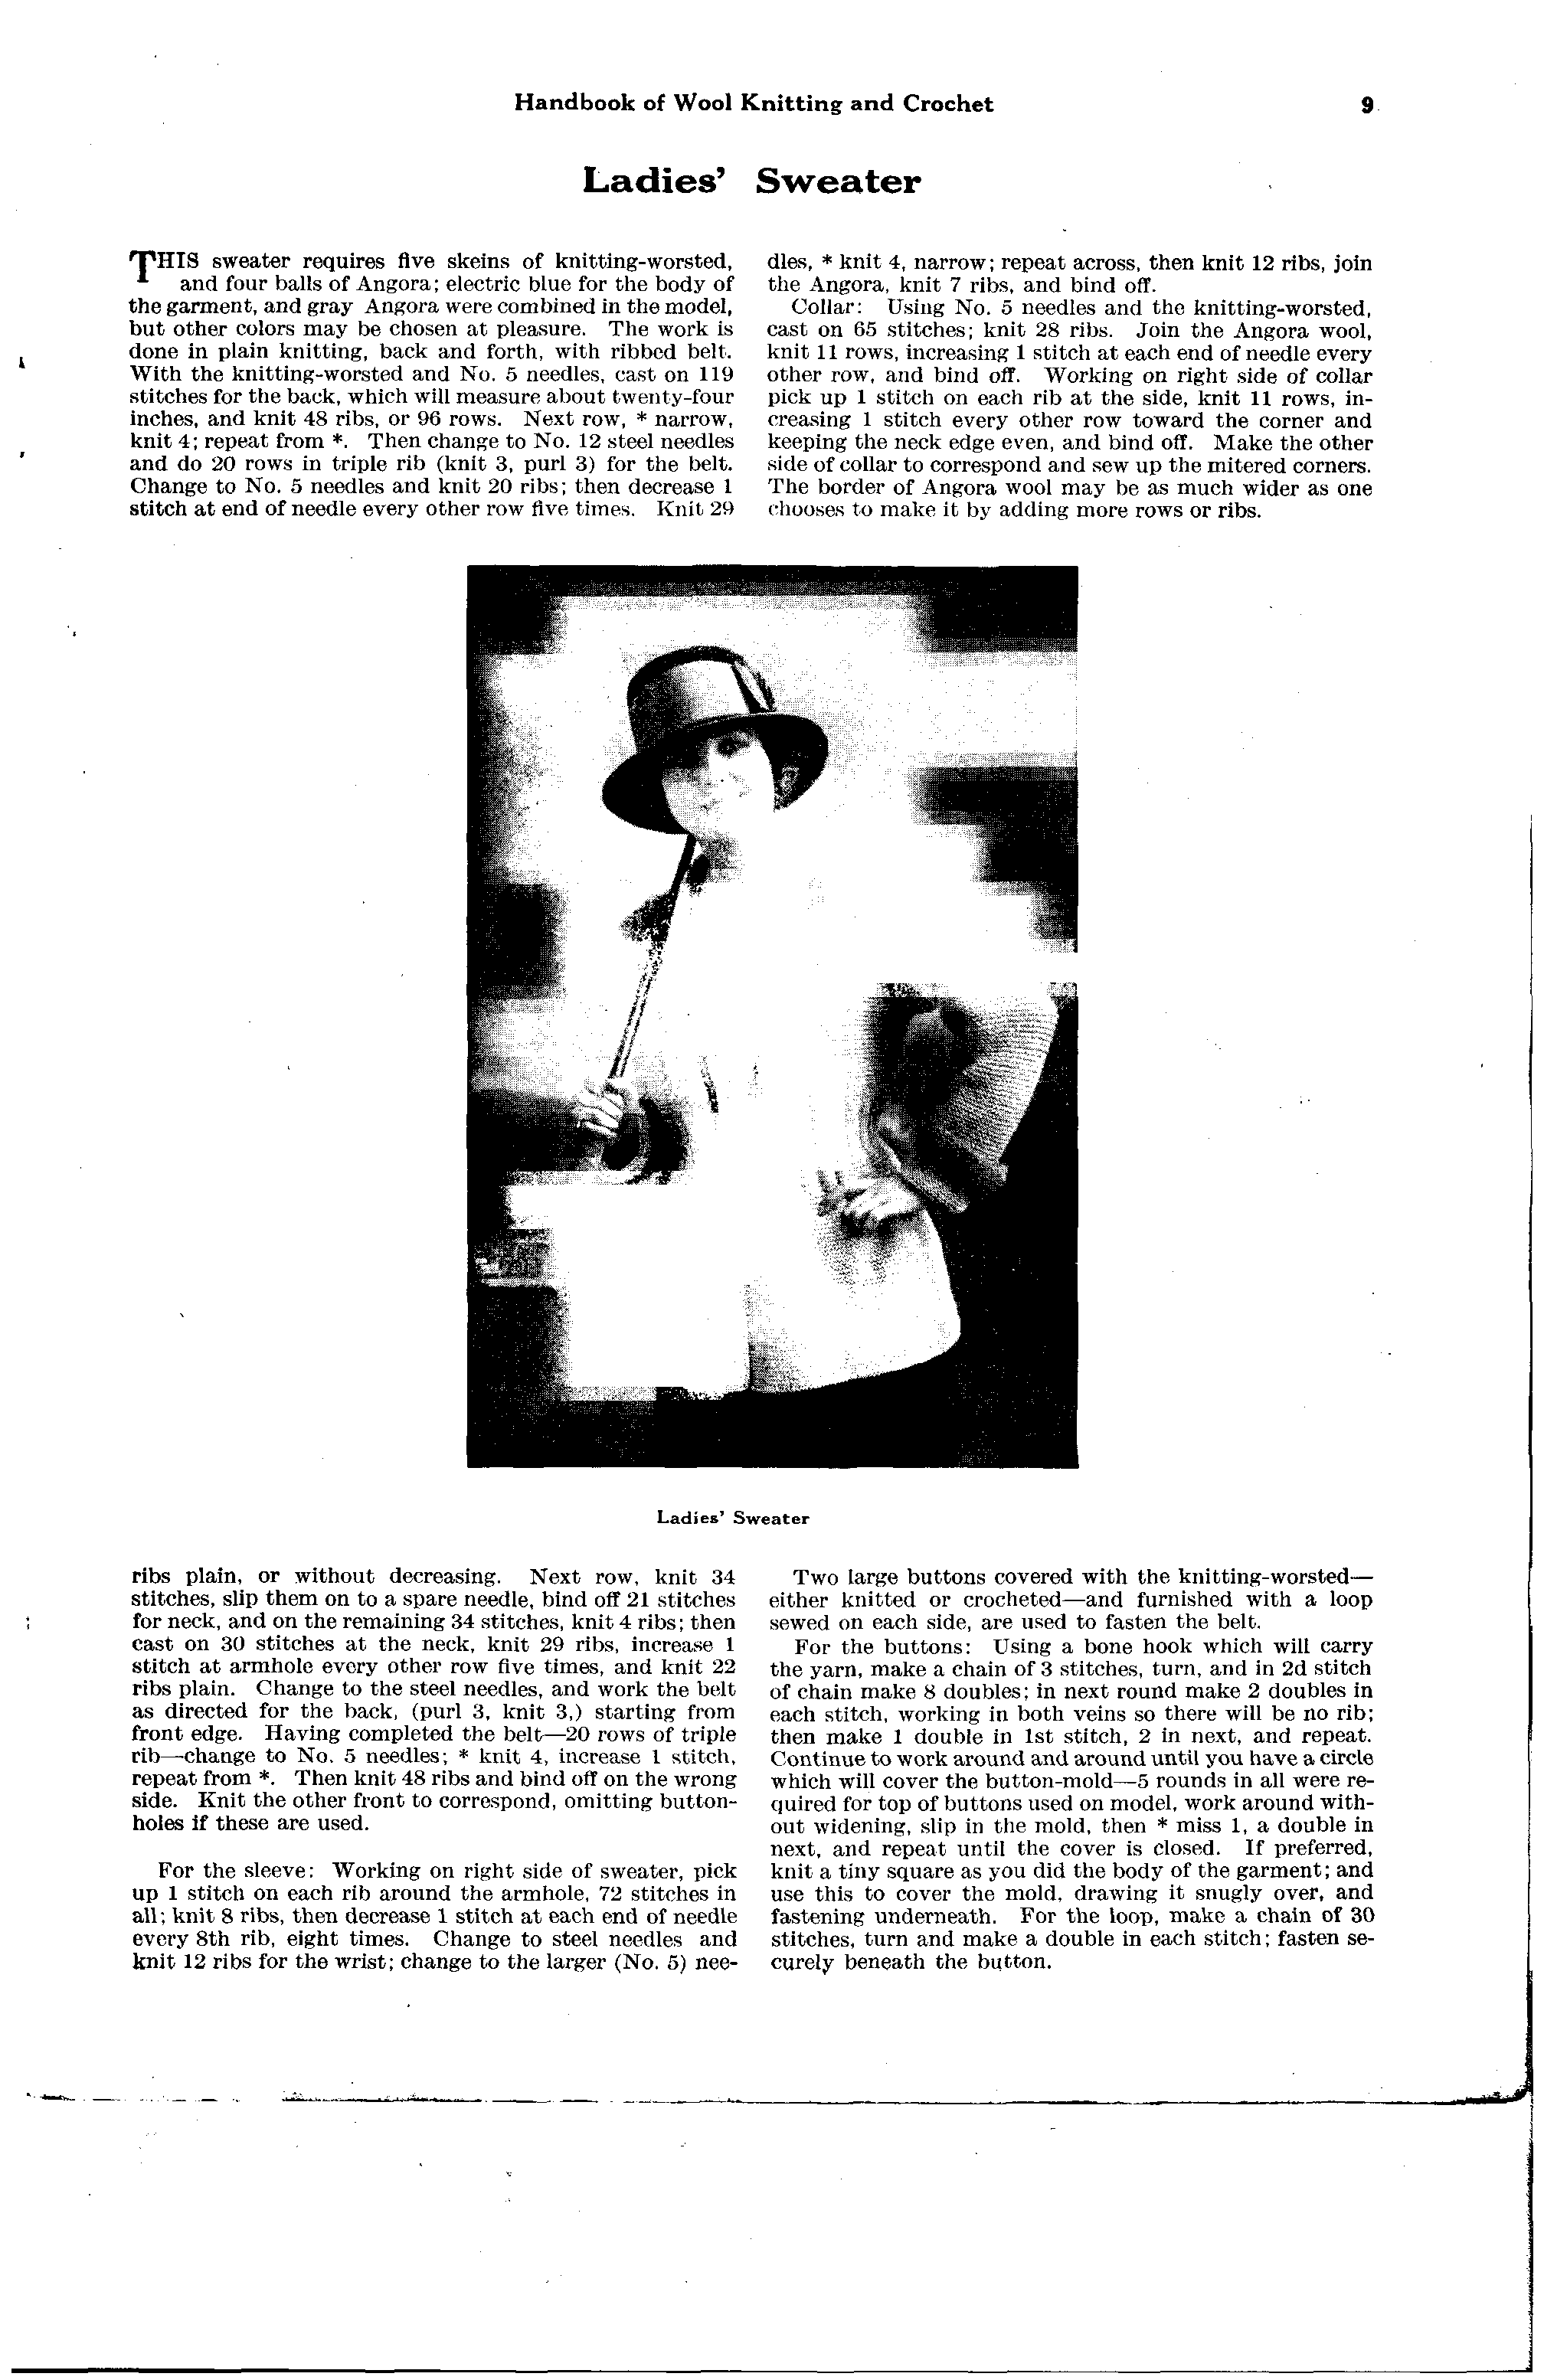 Handbook of Wool Knitting and Crochet
9
Ladies' Sweater
THIS sweater requires five skeins of knitting-worsted,
and four balls of Angora; electric blue for the body of
the garment, and gray Angora were combined in the model,
but other colors may be chosen at pleasure. The work is
done in plain knitting, back and forth, with ribbed belt.
With the knitting-worsted and No. 5 needles, cast on 119
stitches for the back, which will measure about twenty-four
inches, and knit 48 ribs, or 96 rows. Next row, * narrow,
knit 4; repeat from *. Then change to No. 12 steel needles
and do 20 rows in triple rib (knit 3, purl 3) for the belt.
Change to No. 5 needles and knit 20 ribs; then decrease 1
stitch at end of needle every other row five times. Knit 29
ribs plain, or without decreasing. Next row, knit 34
stitches, slip them on to a spare needle, bind off 21 stitches
for neck, and on the remaining 34 stitches, knit 4 ribs; then
cast on 30 stitches at the neck, knit 29 ribs, increase 1
stitch at armhole every other row five times, and knit 22
ribs plain. Change to the steel needles, and work the belt
as directed for the back, (purl 3, knit 3,) starting from
front edge. Having completed the belt—20 rows of triple
rib—change to No. 5 needles; * knit 4, increase 1 stitch,
repeat from *. Then knit 48 ribs and bind off on the wrong
side. Knit the other front to correspond, omitting button-
holes if these are used.
For the sleeve: Working on right side of sweater, pick
up 1 stitch on each rib around the armhole, 72 stitches in
all; knit 8 ribs, then decrease 1 stitch at each end of needle
every 8th rib, eight times. Change to steel needles and
knit 12 ribs for the wrist; change to the larger (No. 5) nee-
dles, * knit 4, narrow; repeat across, then knit 12 ribs, join
the Angora, knit 7 ribs, and bind off.
Collar: Using No. 5 needles and the knitting-worsted,
cast on 65 stitches; knit 28 ribs. Join the Angora wool,
knit 11 rows, increasing 1 stitch at each end of needle every
other row, and bind off. Working on right side of collar
pick up 1 stitch on each rib at the side, knit 11 rows, in-
creasing 1 stitch every other row toward the corner and
keeping the neck edge even, and bind off. Make the other
side of collar to correspond and sew up the mitered corners.
The border of Angora wool may be as much wider as one
chooses to make it by adding more rows or ribs.
Ladies' Sweater
Two large buttons covered with the knitting-worsted—
either knitted or crocheted—and furnished with a loop
sewed on each side, are used to fasten the belt.
For the buttons: Using a bone hook which will carry
the yarn, make a chain of 3 stitches, turn, and in 2d stitch
of chain make 8 doubles; in next round make 2 doubles in
each stitch, working in both veins so there will be no rib;
then make 1 double in 1st stitch, 2 in next, and repeat.
Continue to work around and around until you have a circle
which will cover the button-mold—5 rounds in all were re-
quired for top of buttons used on model, work around with-
out widening, slip in the mold, then * miss 1, a double in
next, and repeat until the cover is closed. If preferred,
knit a tiny square as you did the body of the garment; and
use this to cover the mold, drawing it snugly over, and
fastening underneath. For the loop, make a chain of 30
stitches, turn and make a double in each stitch; fasten se-
curely beneath the button.